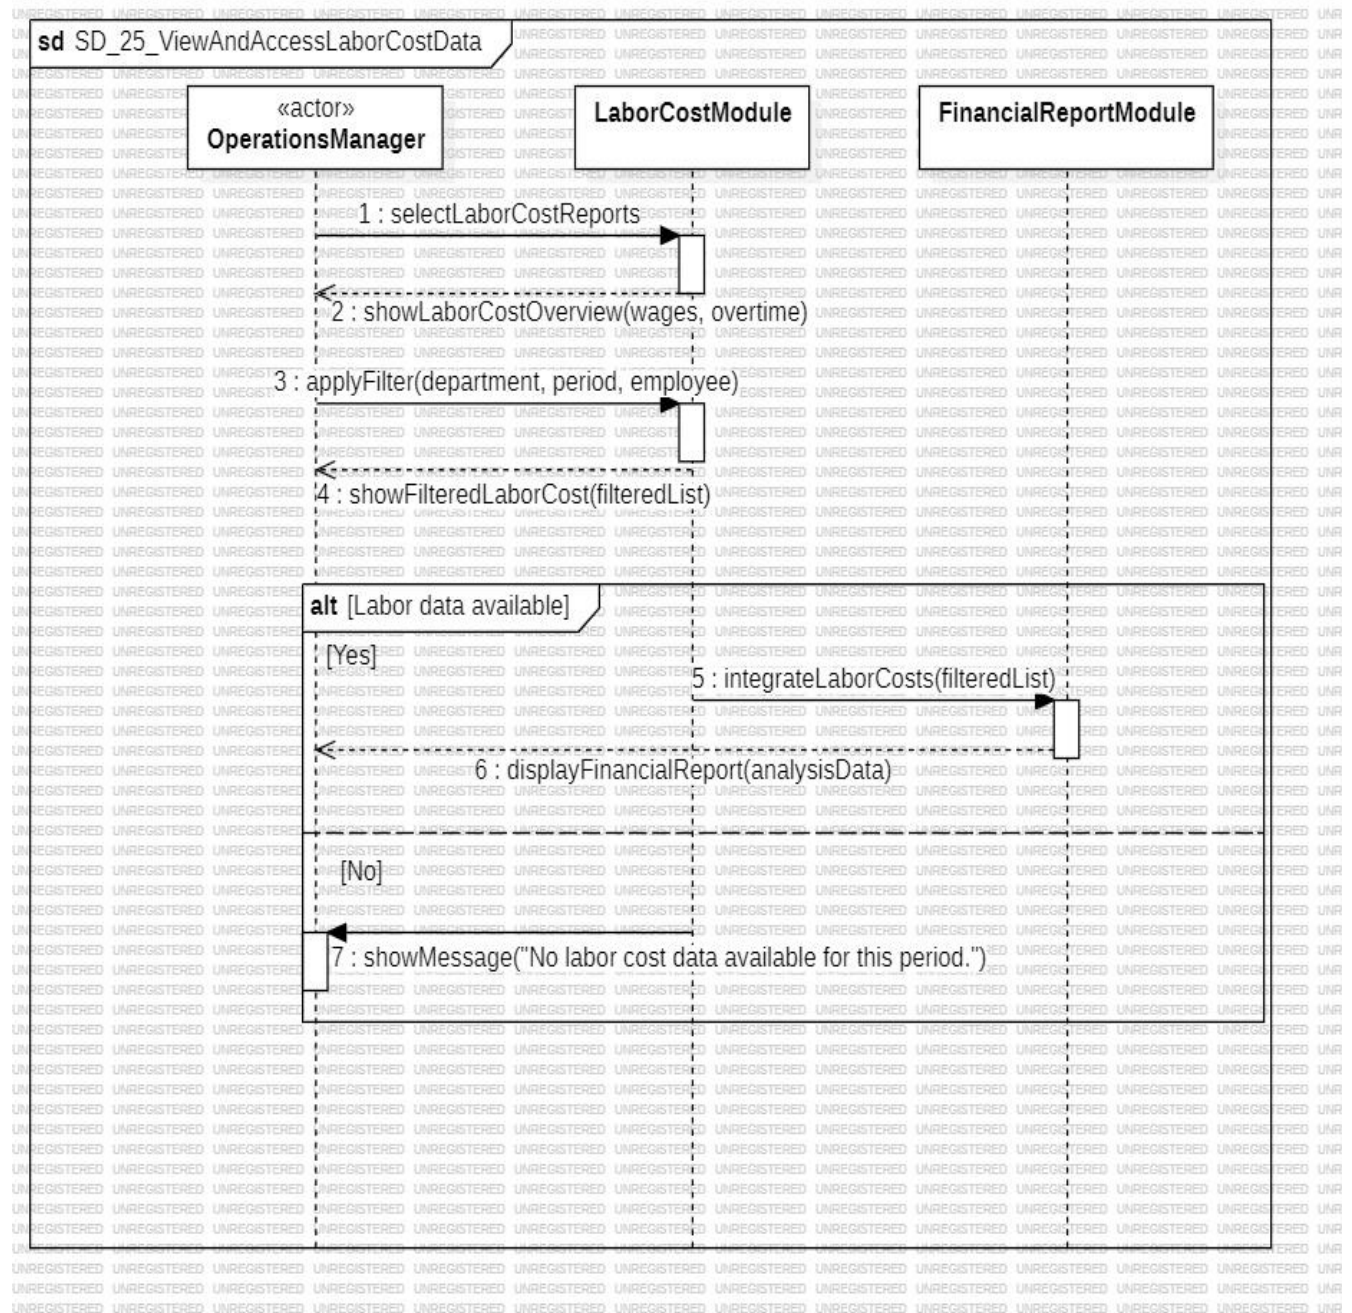 sd SD_25_ViewAndAccessLaborCostData
«actor»
OperationsManager
LaborCostModule
FinancialReportModule
1 : selectLaborCostReports
2 : showLaborCostOverview(wages, overtime)
3 : applyFilter(department, period, employee)
4 : showFilteredLaborCost(filteredList)
alt [Labor data available]
[Yes]
5 : integrateLaborCosts(filteredList)
6 : displayFinancialReport(analysisData)
[No]
7 : showMessage("No labor cost data available for this period.")
UNREGISTERED